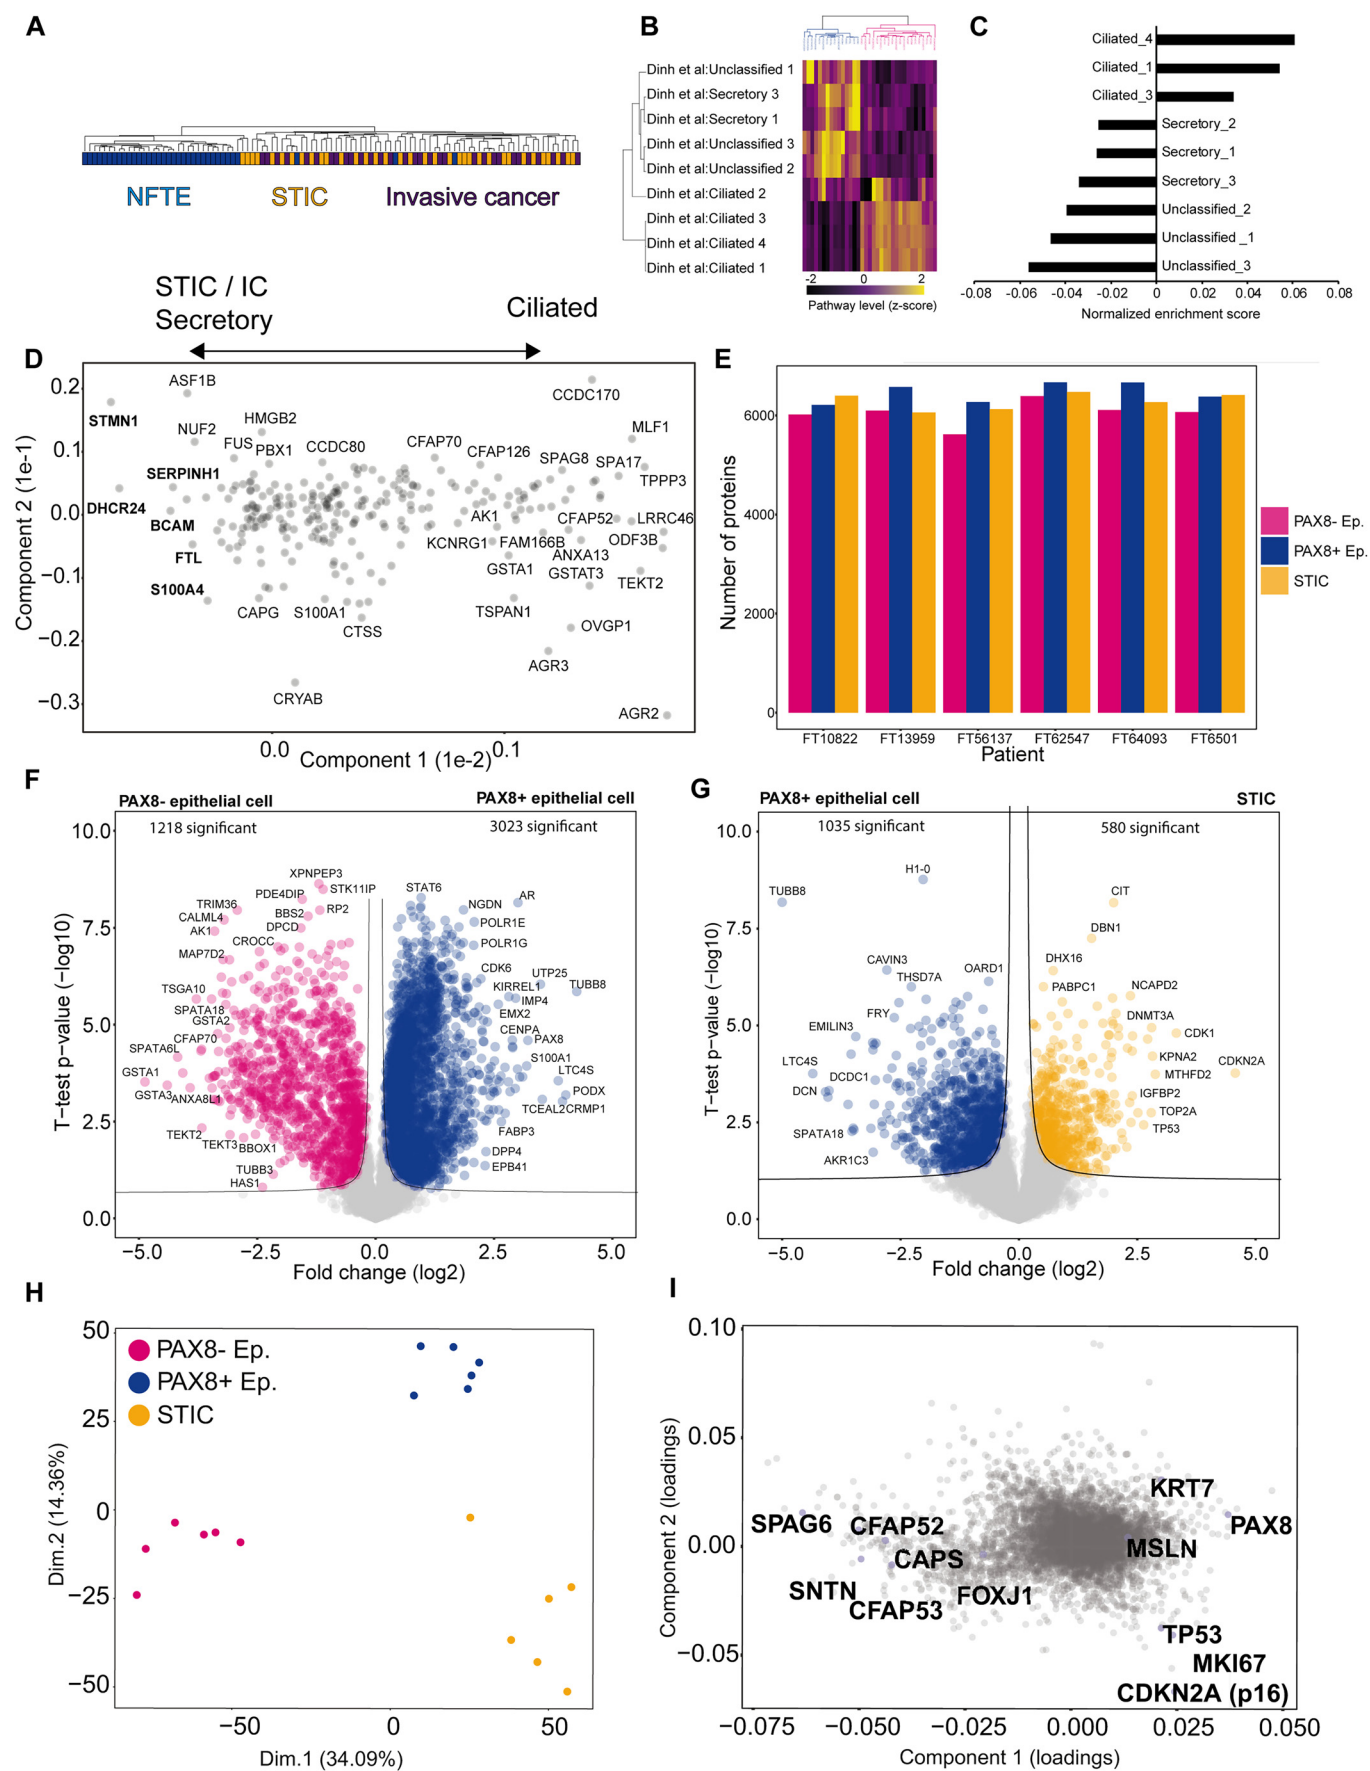 A
NFTE
STIC
Invasive cancer
B
Dinh et al:Unclassified 1
Dinh et al:Secretory 3
Dinh et al:Secretory 1
Dinh et al:Unclassified 3
Dinh et al:Unclassified 2
Dinh et al:Ciliated 2
Dinh et al:Ciliated 3
Dinh et al:Ciliated 4
Dinh et al:Ciliated 1
-2 0 2
Pathway level (z-score)
C
Ciliated_4
Ciliated_1
Ciliated_3
Secretory_2
Secretory_1
Secretory_3
Unclassified_2
Unclassified _1
Unclassified_3
-0.08 -0.06 -0.04 -0.02 0 0.02 0.04 0.06 0.08
Normalized enrichment score
STIC / IC
Secretory
Ciliated
D
Component 2 (1e-1)
0.2
0.1
0.0
−0.1
−0.2
−0.3
ASF1B
STMN1
NUF2
HMGB2
FUS
PBX1
CCDC80
SERPINH1
DHCR24
BCAM
FTL
S100A4
CAPG
S100A1
CTSS
CRYAB
CCDC170
MLF1
CFAP70
CFAP126
SPAG8
SPA17
TPPP3
AK1
CFAP52
LRRC46
KCNRG1
FAM166B
ODF3B
ANXA13
GSTA1
GSTAT3
TEKT2
TSPAN1
OVGP1
AGR3
AGR2
0.0 0.1
Component 1 (1e-2)
E
Number of proteins
6000
4000
2000
0
FT10822 FT13959 FT56137 FT62547 FT64093 FT6501
Patient
PAX8- Ep.
PAX8+ Ep.
STIC
F
PAX8- epithelial cell
PAX8+ epithelial cell
1218 significant
3023 significant
T−test p−value (−log10)
10.0
7.5
5.0
2.5
0.0
XPNPEP3
STK11IP
PDE4DIP
TRIM36
BBS2
RP2
CALML4
DPCD
AK1
CROCC
MAP7D2
TSGA10
SPATA18
GSTA2
CFAP70
SPATA6L
GSTA1
GSTA3
ANXA8L1
TEKT2
TEKT3
BBOX1
TUBB3
HAS1
STAT6
AR
NGDN
POLR1E
POLR1G
CDK6
UTP25
KIRREL1
TUBB8
IMP4
EMX2
CENPA
PAX8
S100A1
LTC4S
PODX
TCEAL2
CRMP1
FABP3
DPP4
EPB41
−5.0 −2.5 0.0 2.5 5.0
Fold change (log2)
G
PAX8+ epithelial cell
STIC
1035 significant
580 significant
T−test p−value (−log10)
10.0
7.5
5.0
2.5
0.0
H1-0
TUBB8
CAVIN3
THSD7A
OARD1
FRY
EMILIN3
LTC4S
DCDC1
DCN
SPATA18
AKR1C3
CIT
DBN1
DHX16
PABPC1
NCAPD2
DNMT3A
CDK1
KPNA2
CDKN2A
MTHFD2
IGFBP2
TOP2A
TP53
−5.0 −2.5 0.0 2.5 5.0
Fold change (log2)
H
PAX8- Ep.
PAX8+ Ep.
STIC
Dim.2 (14.36%)
50
25
0
−25
−50
−50 0 50
Dim.1 (34.09%)
I
Component 2 (loadings)
0.10
0.05
0.00
−0.05
KRT7
SPAG6
CFAP52
PAX8
CAPS
MSLN
SNTN
FOXJ1
CFAP53
TP53
MKI67
CDKN2A (p16)
−0.075 −0.050 −0.025 0.000 0.025 0.050
Component 1 (loadings)